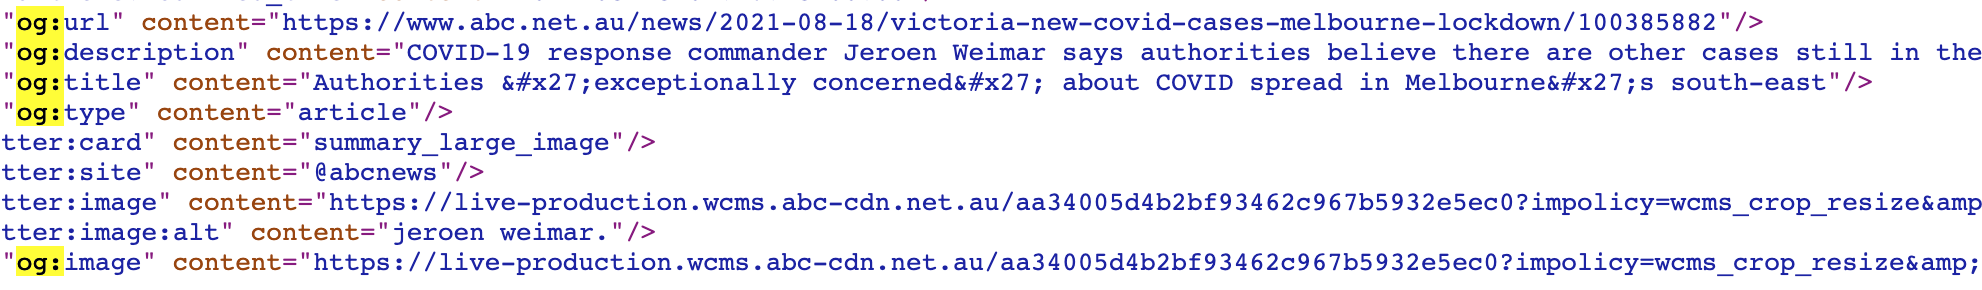 "og:url" content="https://www.abc.net.au/news/2021-08-18/victoria-new-covid-cases-melbourne-lockdown/100385882"/>
"og:description" content="COVID-19 response commander Jeroen Weimar says authorities believe there are other cases still in the
"og:title" content="Authorities &#x27;exceptionally concerned&#x27; about COVID spread in Melbourne&#x27;s south-east"/>
"og:type" content="article"/>
tter:card" content="summary_large_image"/>
tter:site" content="@abcnews"/>
tter:image" content="https://live-production.wcms.abc-cdn.net.au/aa34005d4b2bf93462c967b5932e5ec0?impolicy=wcms_crop_resize&amp
tter:image:alt" content="jeroen weimar."/>
"og:image" content="https://live-production.wcms.abc-cdn.net.au/aa34005d4b2bf93462c967b5932e5ec0?impolicy=wcms_crop_resize&amp;